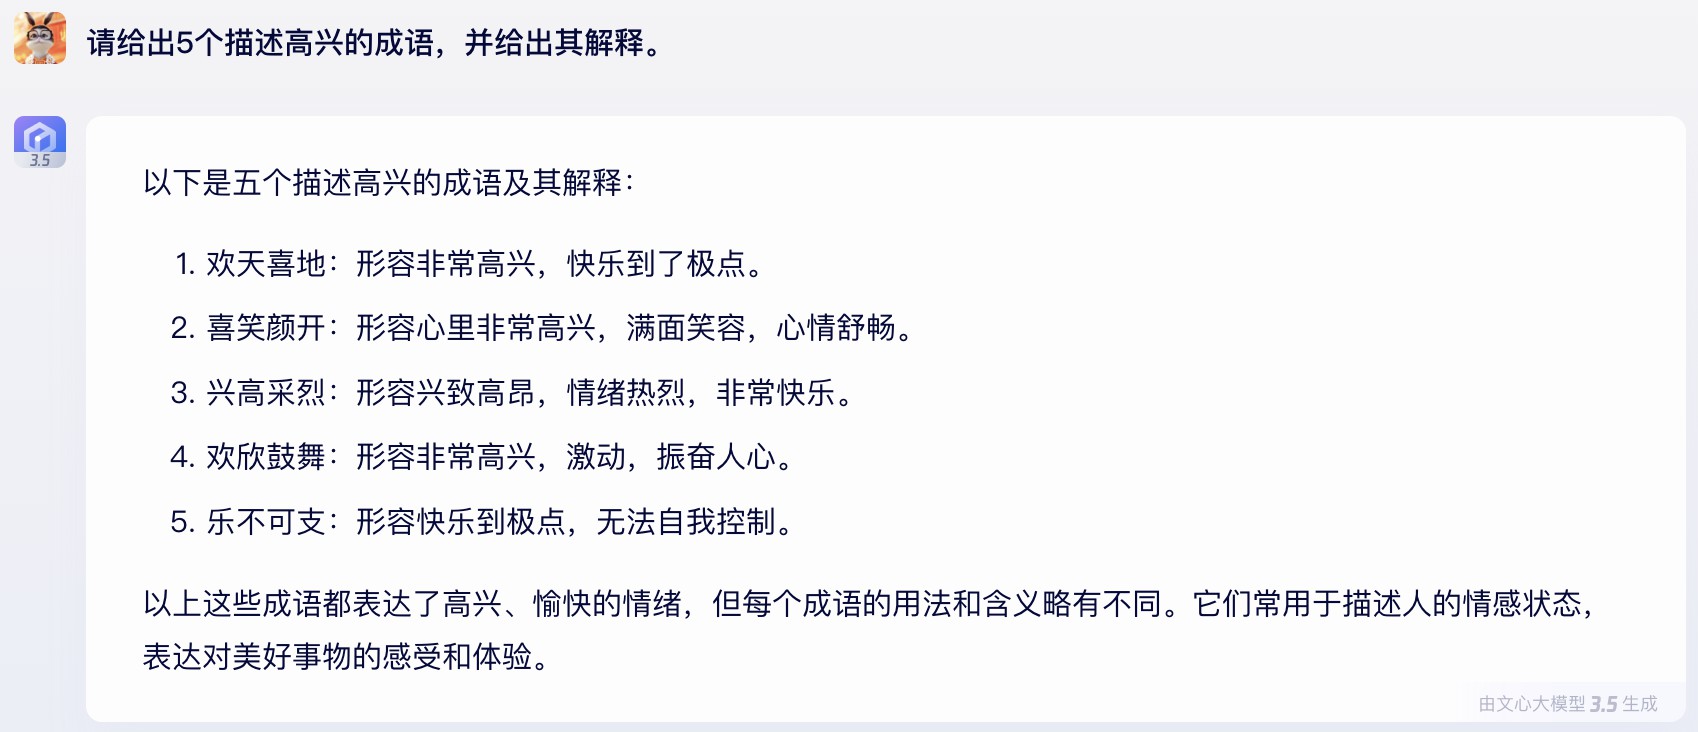 请给出5个描述高兴的成语，并给出其解释。
3.5
以下是五个描述高兴的成语及其解释：
1. 欢天喜地：形容非常高兴，快乐到了极点。
2. 喜笑颜开：形容心里非常高兴，满面笑容，心情舒畅。
3. 兴高采烈：形容兴致高昂，情绪热烈，非常快乐。
4. 欢欣鼓舞：形容非常高兴，激动，振奋人心。
5. 乐不可支：形容快乐到极点，无法自我控制。
以上这些成语都表达了高兴、愉快的情绪，但每个成语的用法和含义略有不同。它们常用于描述人的情感状态，
表达对美好事物的感受和体验。
由文心大模型 3.5 生成